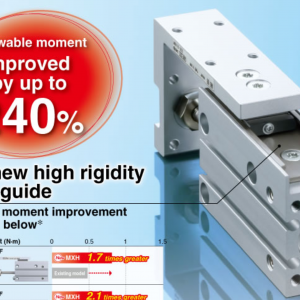 wable moment
mproved
by up to
40%
new high rigidity
guide
moment improvement
below*
t (N·m) 0 0.5 1 1.5
MXH 1.7 times greater
Existing model
MXH 2.1 times greater